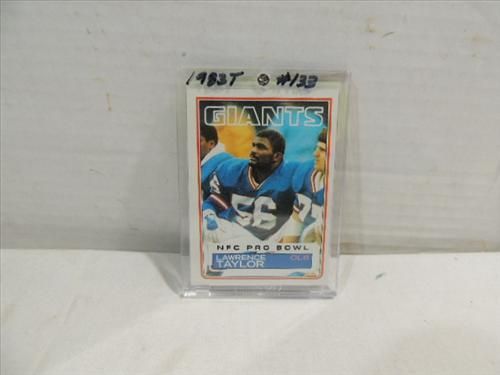 1983T #133
GIANTS
56
NFC PRO BOWL
LAWRENCE OLB
TAYLOR